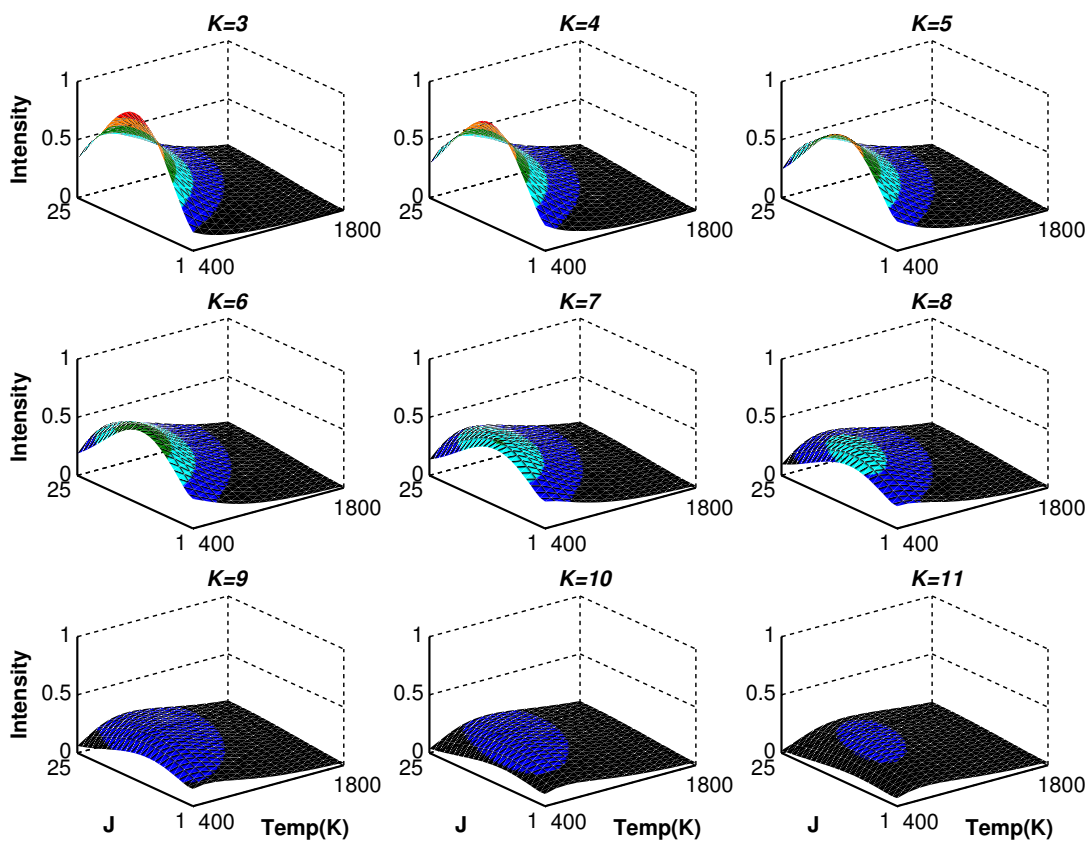 K=3 K=4 K=5
1 1 1
Intensity 0.5 0.5 0.5
0 0 0
25 1800 25 1800 25 1800
1 400 1 400 1 400
K=6 K=7 K=8
1 1 1
Intensity 0.5 0.5 0.5
0 0 0
25 1800 25 1800 25 1800
1 400 1 400 1 400
K=9 K=10 K=11
1 1 1
Intensity 0.5 0.5 0.5
0 0 0
25 1800 25 1800 25 1800
1 400 1 400 1 400
J Temp(K) J Temp(K) J Temp(K)